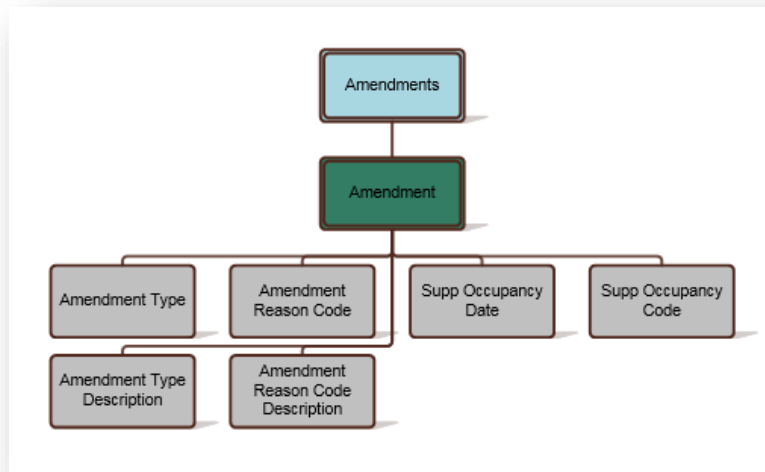 Amendments
Amendment
Amendment Type
Amendment
Reason Code
Supp Occupancy
Date
Supp Occupancy
Code
Amendment Type
Description
Amendment
Reason Code
Description